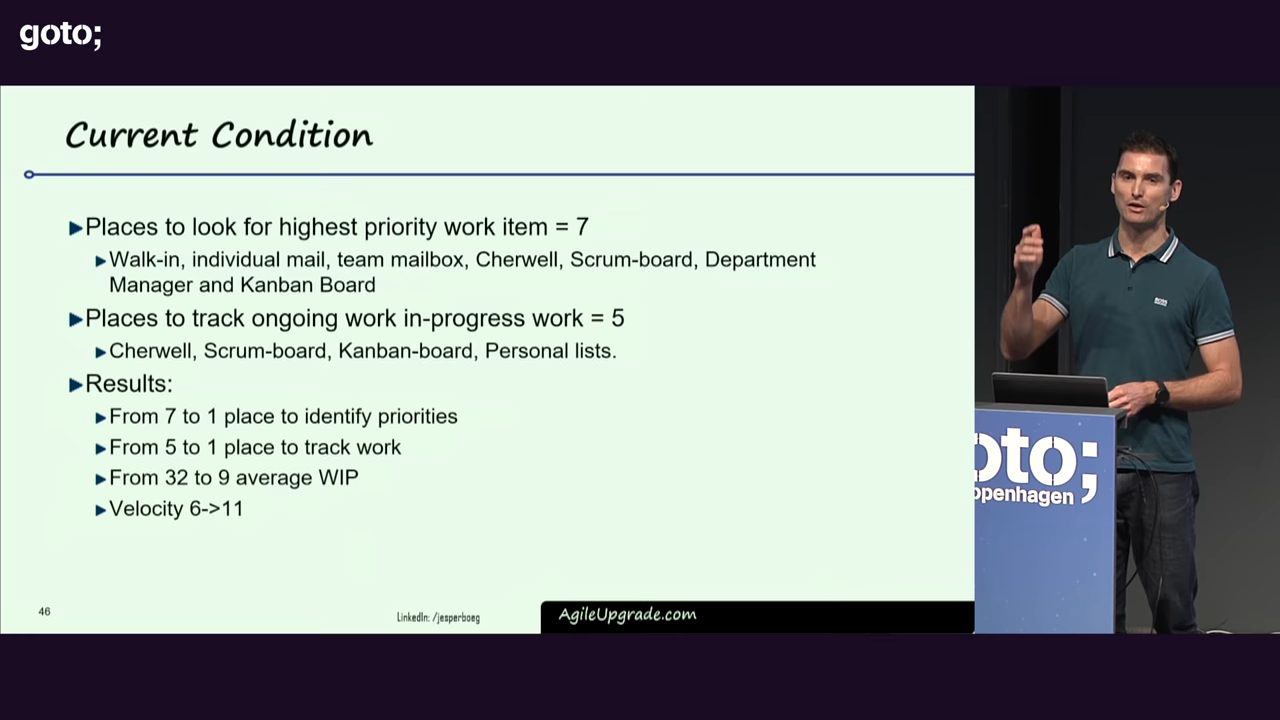 goto;
Current Condition
Places to look for highest priority work item = 7
Walk-in, individual mail, team mailbox, Cherwell, Scrum-board, Department
Manager and Kanban Board
Places to track ongoing work in-progress work = 5
Cherwell, Scrum-board, Kanban-board, Personal lists.
Results:
From 7 to 1 place to identify priorities
From 5 to 1 place to track work
From 32 to 9 average WIP
Velocity 6->11
46
LinkedIn: /jesperboeg
AgileUpgrade.com
BOSS
oto;
openhagen